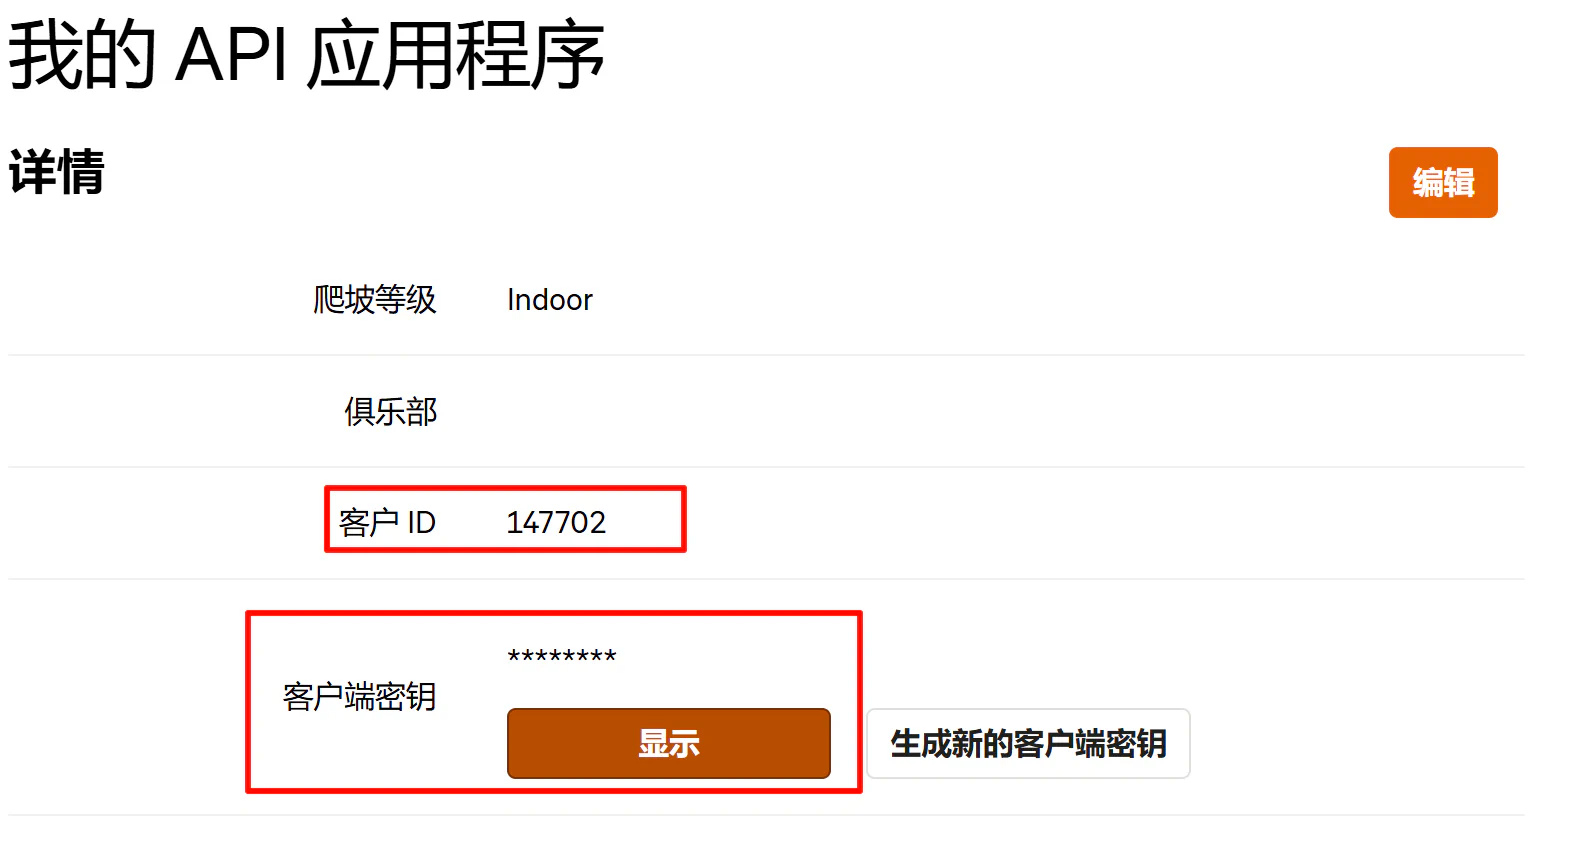 我的 API 应用程序
详情
编辑
爬坡等级 Indoor
俱乐部
客户 ID 147702
********
客户端密钥
显示 生成新的客户端密钥